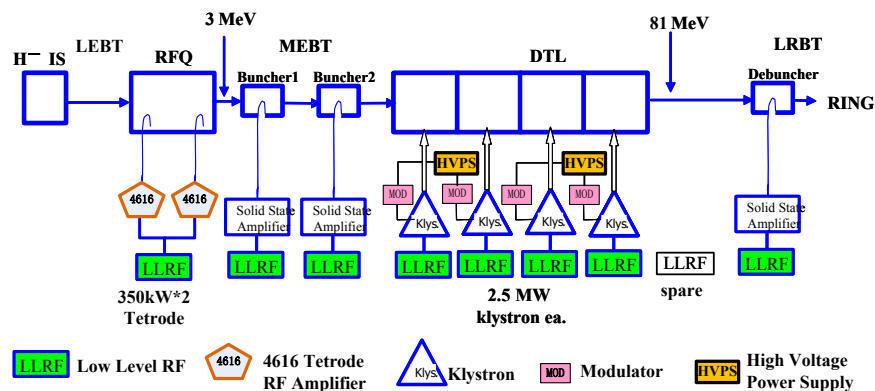 3 MeV
81 MeV
LEBT
MEBT
LRBT
H— IS
RFQ
Buncher1
Buncher2
DTL
Debuncher
RING
HVPS
HVPS
MOD
MOD
MOD
MOD
4616
4616
Solid State
Amplifier
Solid State
Amplifier
Klys.
Klys.
Klys.
Klys.
Solid State
Amplifier
LLRF
LLRF
LLRF
LLRF
LLRF
LLRF
LLRF
LLRF
LLRF
350kW*2
Tetrode
2.5 MW
klystron ea.
spare
LLRF
Low Level RF
4616
4616 Tetrode
RF Amplifier
Klys.
Klystron
MOD
Modulator
HVPS
High Voltage
Power Supply